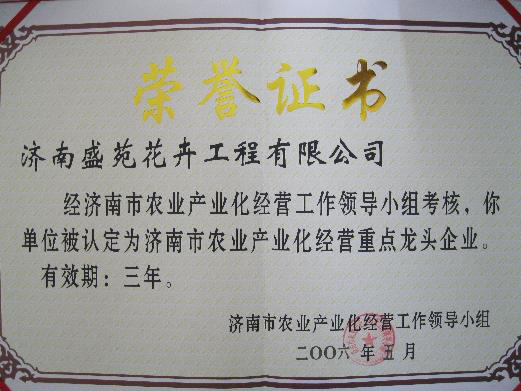 荣誉证书
济南盛苑花卉工程有限公司
经济南市农业产业化经营工作领导小组考核，你
单位被认定为济南市农业产业化经营重点龙头企业。
有效期：三年。
济南市农业产业化经营工作领导小组
二〇〇六年五月